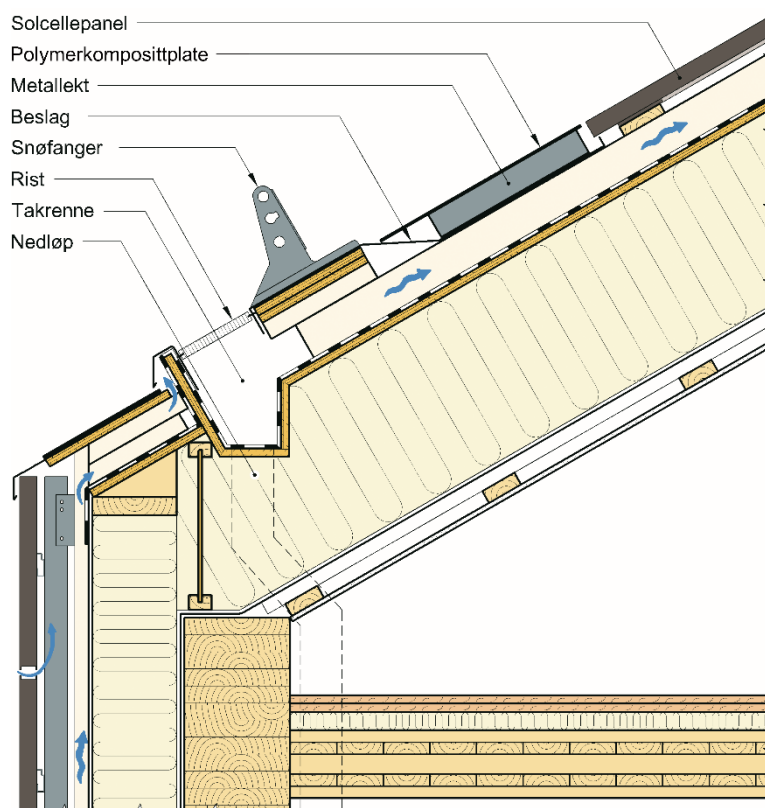 Solcellepanel
Polymerkomposittplate
Metallekt
Beslag
Snøfanger
Rist
Takrenne
Nedløp